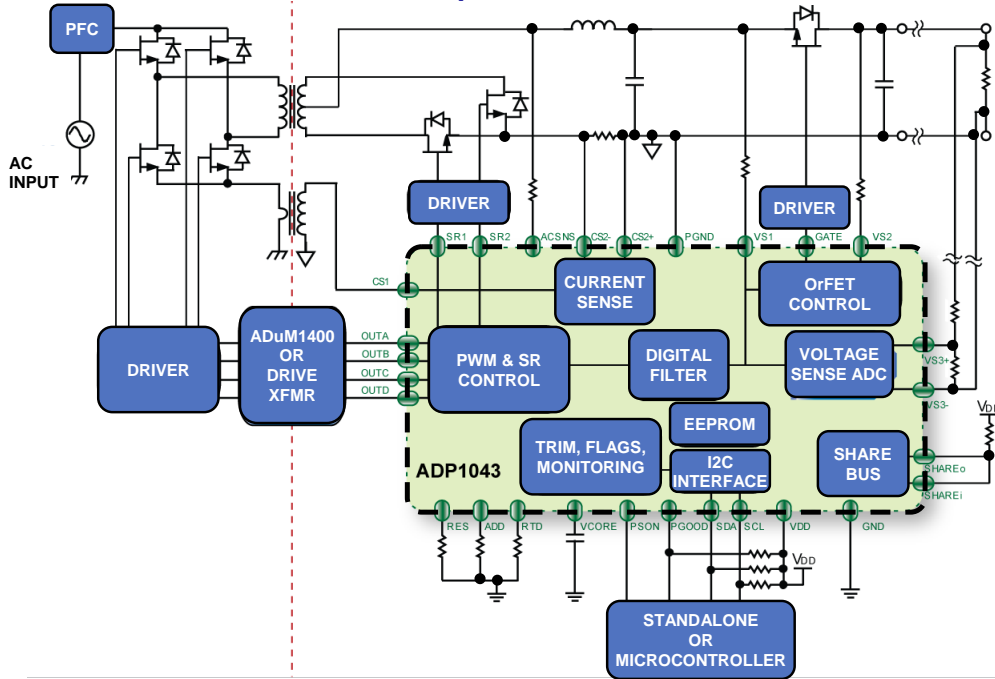 PFC
AC
INPUT
DRIVER
DRIVER
SR1
SR2
ACSNS
CS2-
CS2+
PGND
VS1
GATE
VS2
CS1
CURRENT
SENSE
OrFET
CONTROL
DRIVER
ADuM1400
OR
DRIVE
XFMR
OUTA
OUTB
OUTC
OUTD
PWM & SR
CONTROL
DIGITAL
FILTER
VOLTAGE
SENSE ADC
VS3+
VS3-
EEPROM
TRIM, FLAGS,
MONITORING
I2C
INTERFACE
SHARE
BUS
VDD
SHAREo
SHAREi
ADP1043
RES
ADD
RTD
VCORE
PSON
PGOOD
SDA
SCL
VDD
GND
VDD
STANDALONE
OR
MICROCONTROLLER